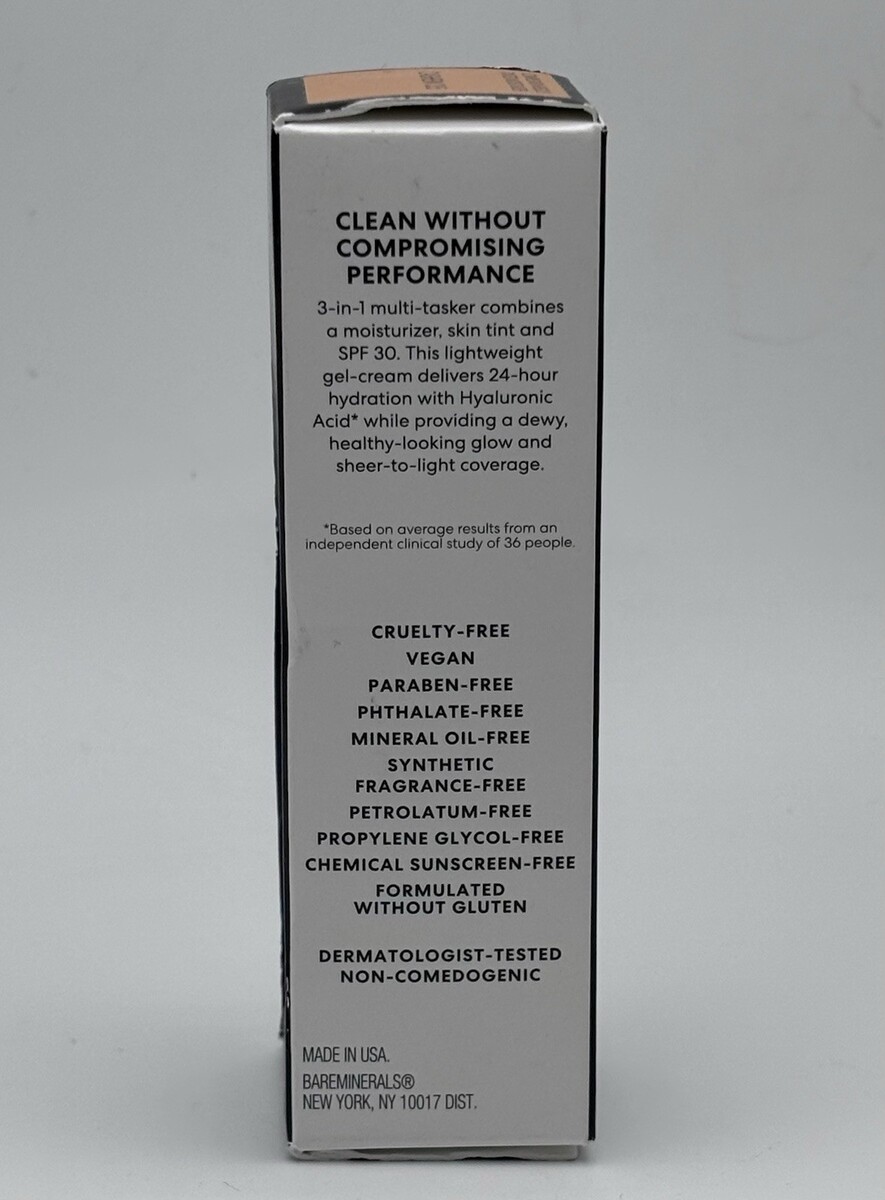 CLEAN WITHOUT
COMPROMISING
PERFORMANCE
3-in-1 multi-tasker combines
a moisturizer, skin tint and
SPF 30. This lightweight
gel-cream delivers 24-hour
hydration with Hyaluronic
Acid* while providing a dewy,
healthy-looking glow and
sheer-to-light coverage.
*Based on average results from an
independent clinical study of 36 people.
CRUELTY-FREE
VEGAN
PARABEN-FREE
PHTHALATE-FREE
MINERAL OIL-FREE
SYNTHETIC
FRAGRANCE-FREE
PETROLATUM-FREE
PROPYLENE GLYCOL-FREE
CHEMICAL SUNSCREEN-FREE
FORMULATED
WITHOUT GLUTEN
DERMATOLOGIST-TESTED
NON-COMEDOGENIC
MADE IN USA.
BAREMINERALS®
NEW YORK, NY 10017 DIST.